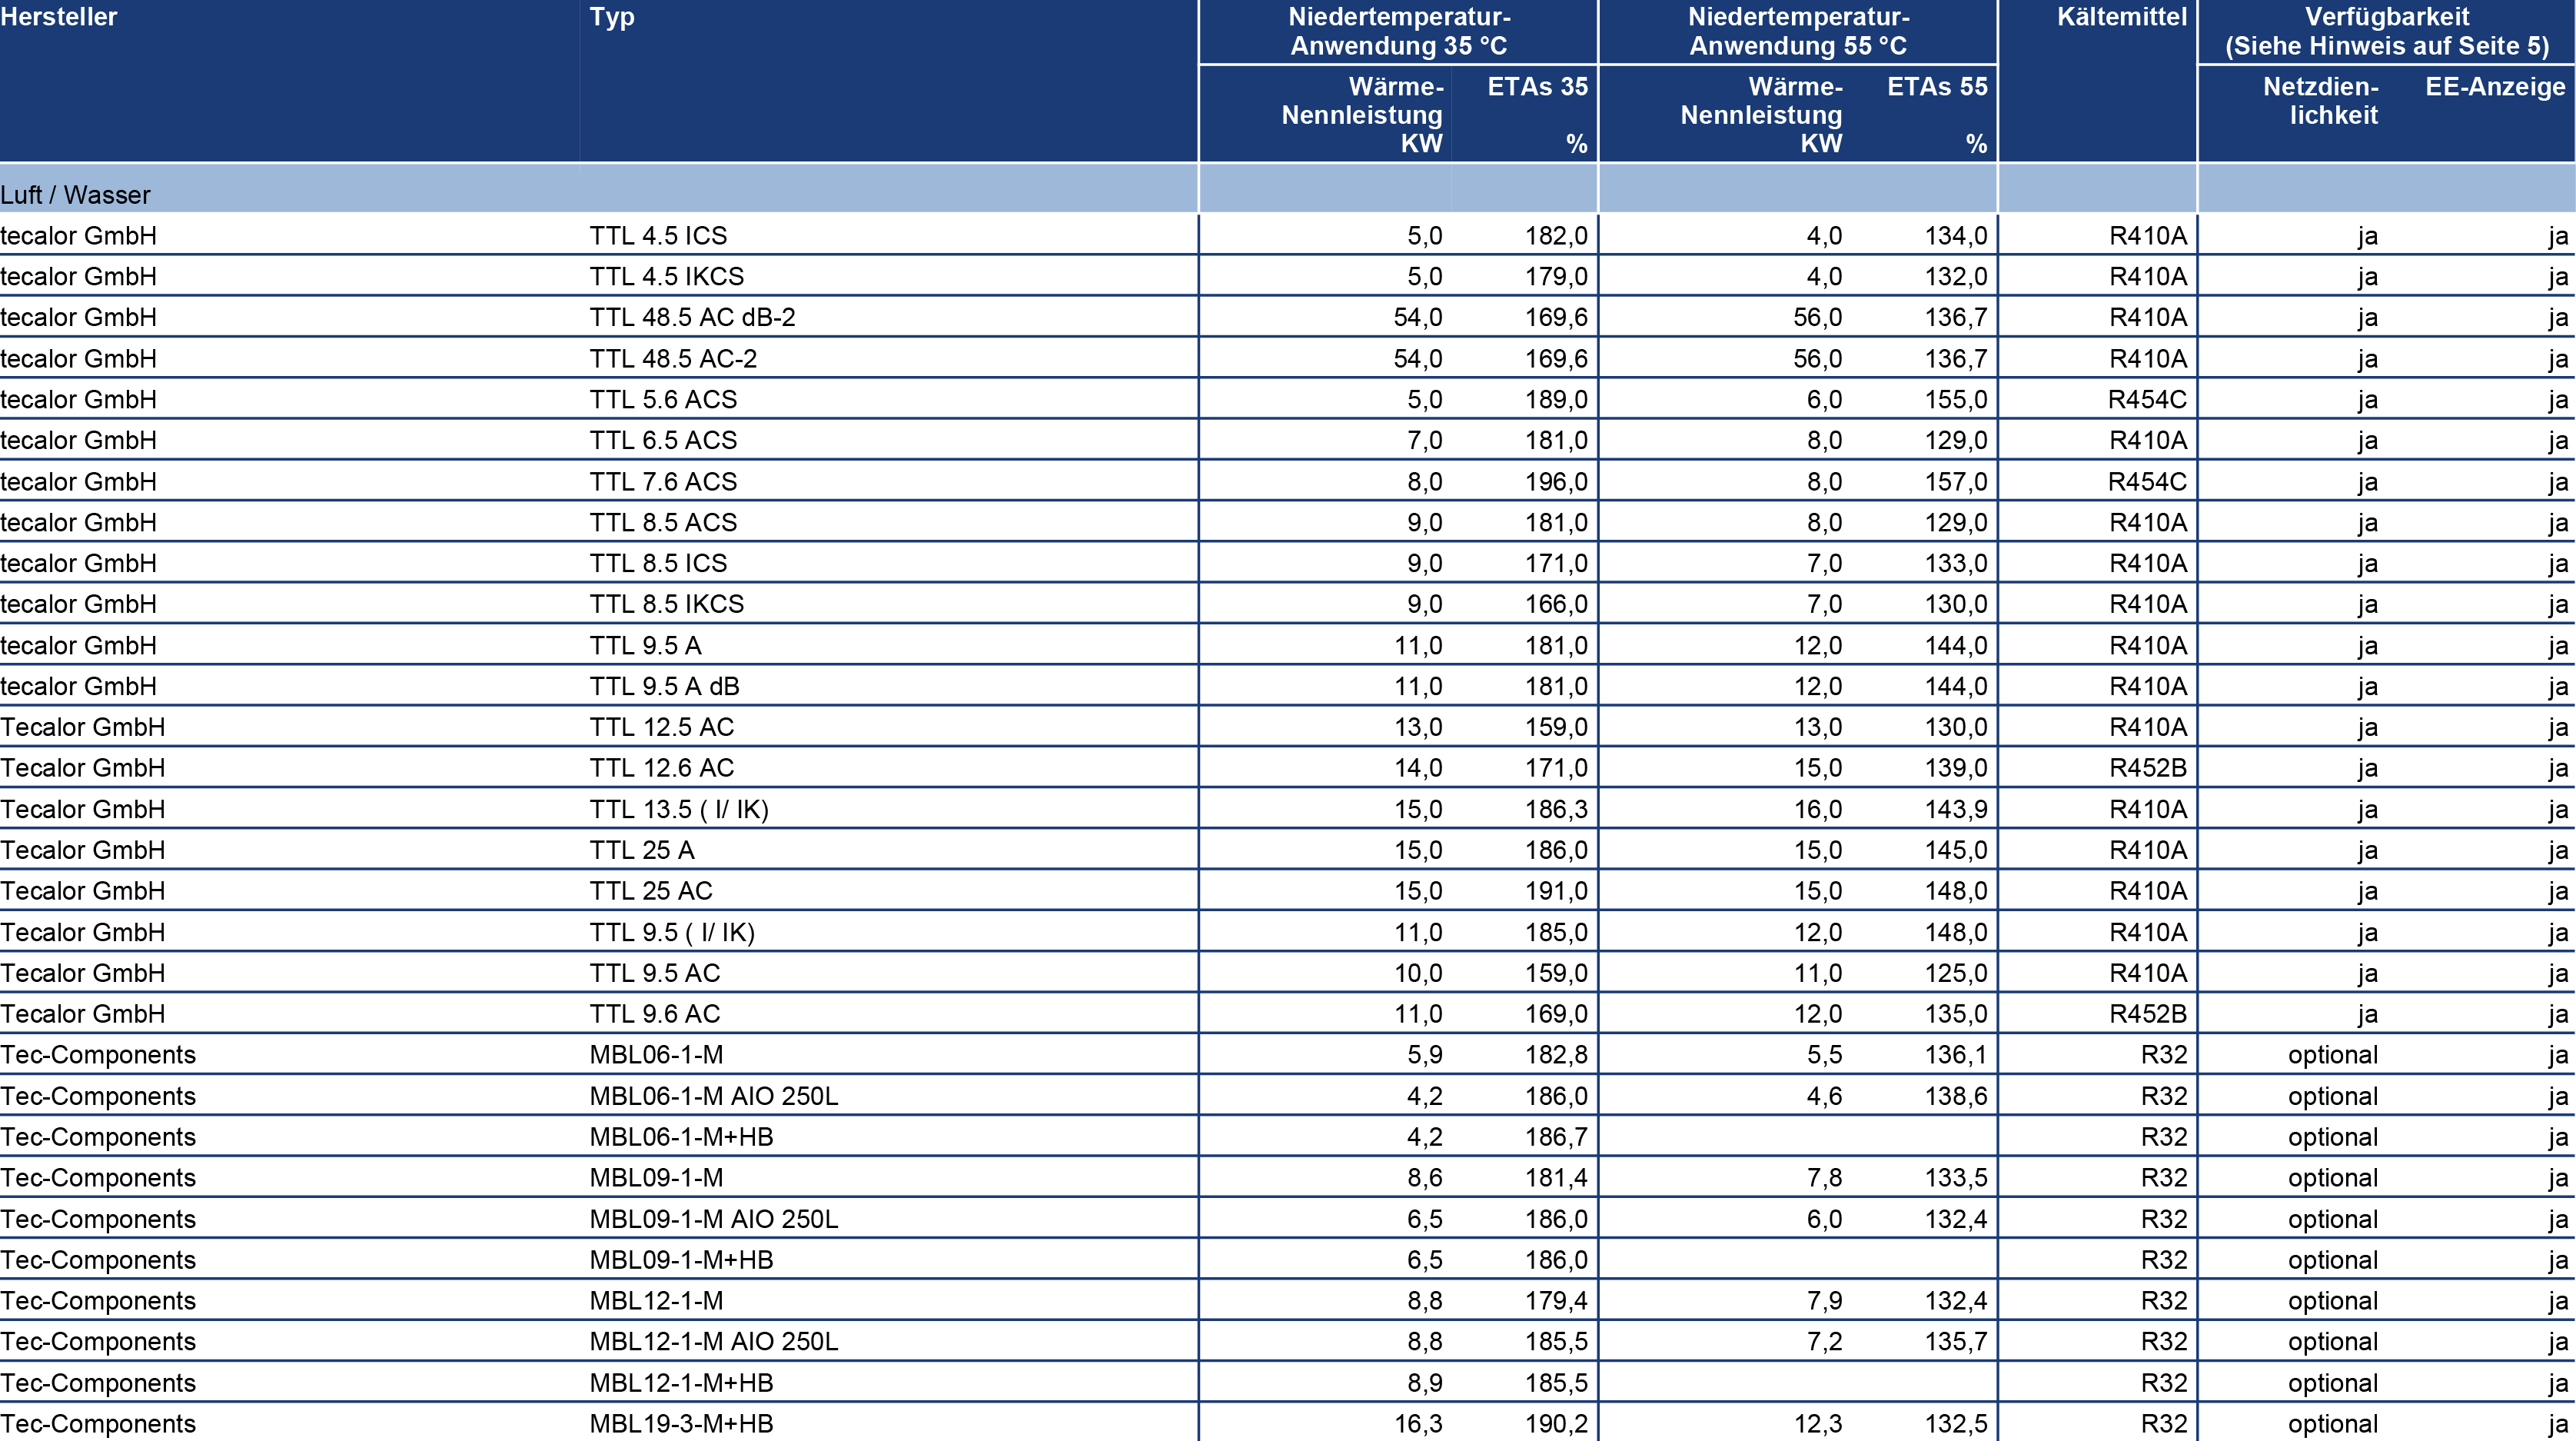 Hersteller Typ Niedertemperatur- Niedertemperatur- Kältemittel Verfügbarkeit
Anwendung 35 °C Anwendung 55 °C (Siehe Hinweis auf Seite 5)
Wärme- ETAs 35 Wärme- ETAs 55 Netzdien- EE-Anzeige
Nennleistung Nennleistung lichkeit
KW % KW %
Luft / Wasser
tecalor GmbH TTL 4.5 ICS 5,0 182,0 4,0 134,0 R410A ja ja
tecalor GmbH TTL 4.5 IKCS 5,0 179,0 4,0 132,0 R410A ja ja
tecalor GmbH TTL 48.5 AC dB-2 54,0 169,6 56,0 136,7 R410A ja ja
tecalor GmbH TTL 48.5 AC-2 54,0 169,6 56,0 136,7 R410A ja ja
tecalor GmbH TTL 5.6 ACS 5,0 189,0 6,0 155,0 R454C ja ja
tecalor GmbH TTL 6.5 ACS 7,0 181,0 8,0 129,0 R410A ja ja
tecalor GmbH TTL 7.6 ACS 8,0 196,0 8,0 157,0 R454C ja ja
tecalor GmbH TTL 8.5 ACS 9,0 181,0 8,0 129,0 R410A ja ja
tecalor GmbH TTL 8.5 ICS 9,0 171,0 7,0 133,0 R410A ja ja
tecalor GmbH TTL 8.5 IKCS 9,0 166,0 7,0 130,0 R410A ja ja
tecalor GmbH TTL 9.5 A 11,0 181,0 12,0 144,0 R410A ja ja
tecalor GmbH TTL 9.5 A dB 11,0 181,0 12,0 144,0 R410A ja ja
Tecalor GmbH TTL 12.5 AC 13,0 159,0 13,0 130,0 R410A ja ja
Tecalor GmbH TTL 12.6 AC 14,0 171,0 15,0 139,0 R452B ja ja
Tecalor GmbH TTL 13.5 ( I/ IK) 15,0 186,3 16,0 143,9 R410A ja ja
Tecalor GmbH TTL 25 A 15,0 186,0 15,0 145,0 R410A ja ja
Tecalor GmbH TTL 25 AC 15,0 191,0 15,0 148,0 R410A ja ja
Tecalor GmbH TTL 9.5 ( I/ IK) 11,0 185,0 12,0 148,0 R410A ja ja
Tecalor GmbH TTL 9.5 AC 10,0 159,0 11,0 125,0 R410A ja ja
Tecalor GmbH TTL 9.6 AC 11,0 169,0 12,0 135,0 R452B ja ja
Tec-Components MBL06-1-M 5,9 182,8 5,5 136,1 R32 optional ja
Tec-Components MBL06-1-M AIO 250L 4,2 186,0 4,6 138,6 R32 optional ja
Tec-Components MBL06-1-M+HB 4,2 186,7 R32 optional ja
Tec-Components MBL09-1-M 8,6 181,4 7,8 133,5 R32 optional ja
Tec-Components MBL09-1-M AIO 250L 6,5 186,0 6,0 132,4 R32 optional ja
Tec-Components MBL09-1-M+HB 6,5 186,0 R32 optional ja
Tec-Components MBL12-1-M 8,8 179,4 7,9 132,4 R32 optional ja
Tec-Components MBL12-1-M AIO 250L 8,8 185,5 7,2 135,7 R32 optional ja
Tec-Components MBL12-1-M+HB 8,9 185,5 R32 optional ja
Tec-Components MBL19-3-M+HB 16,3 190,2 12,3 132,5 R32 optional ja